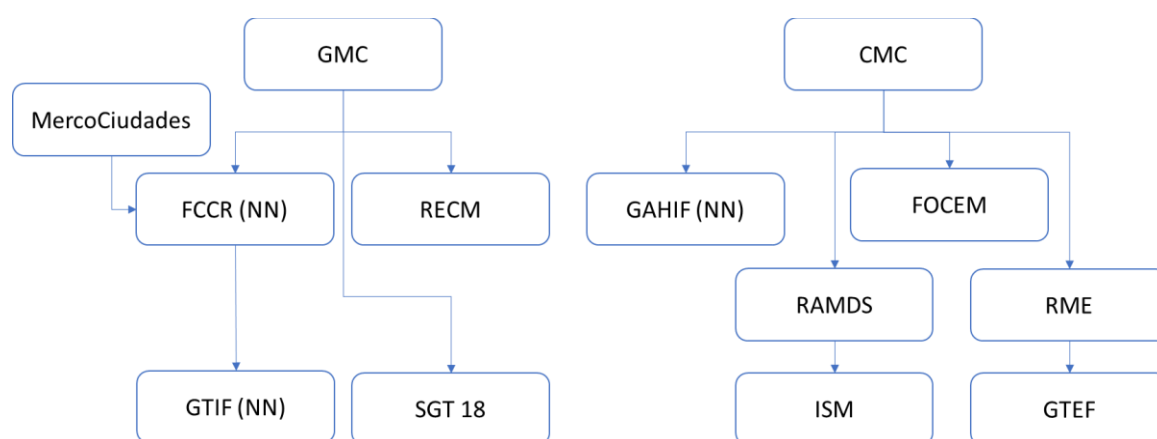 GMC
CMC
MercoCiudades
FCCR (NN)
RECM
GAHIF (NN)
FOCEM
RAMDS
RME
GTIF (NN)
SGT 18
ISM
GTEF